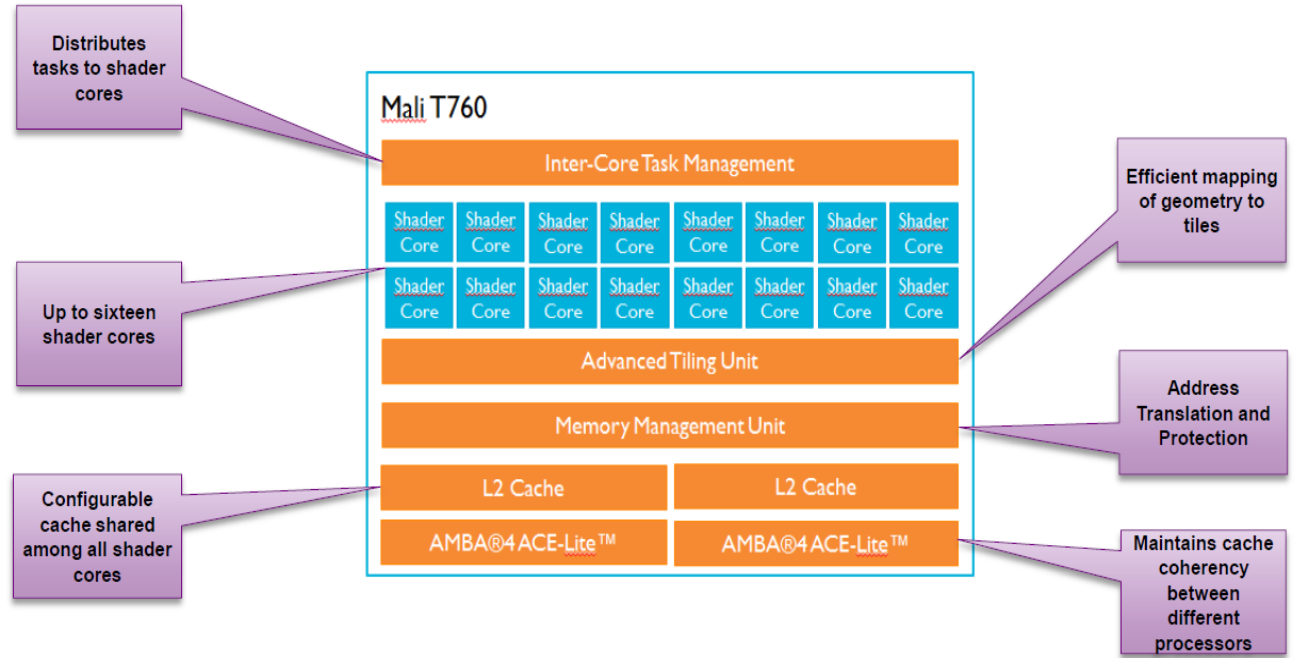 Distributes
tasks to shader
cores
Mali T760
Inter-Core Task Management
Efficient mapping
of geometry to
tiles
Shader Shader Shader Shader Shader Shader Shader Shader
Core Core Core Core Core Core Core Core
Up to sixteen
shader cores
Shader Shader Shader Shader Shader Shader Shader Shader
Core Core Core Core Core Core Core Core
Advanced Tiling Unit
Memory Management Unit
Address
Translation and
Protection
Configurable
cache shared
among all shader
cores
L2 Cache L2 Cache
AMBA®4 ACE-Lite™ AMBA®4 ACE-Lite™
Maintains cache
coherency
between
different
processors